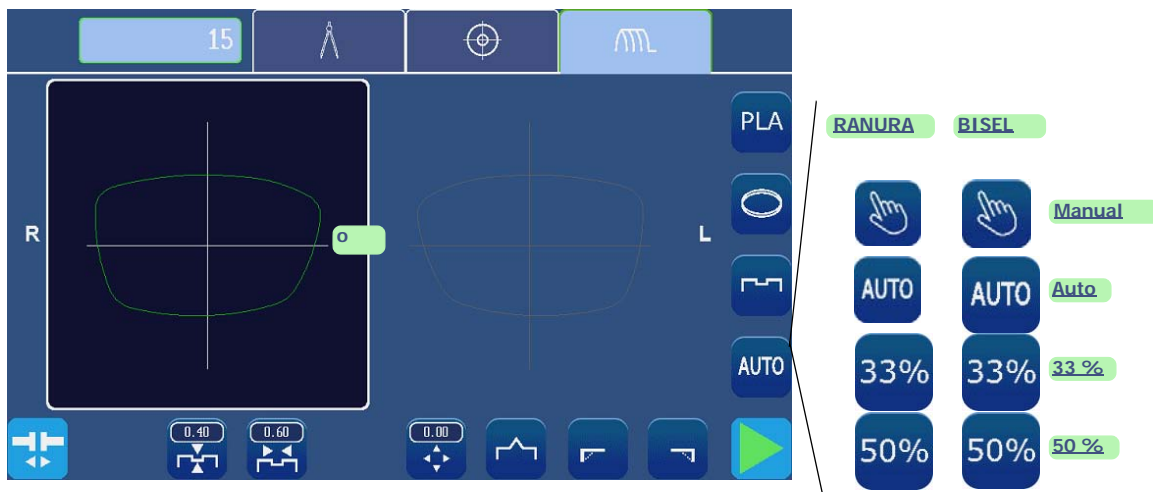 15
PLA
RANURA BISEL
R
o
L
Manual
AUTO AUTO Auto
AUTO
33% 33% 33 %
0.40 0.60 0.00
50% 50% 50 %